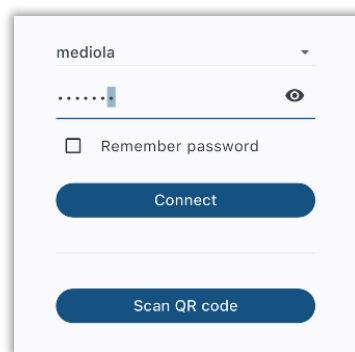 mediola
•••••••
Remember password
Connect
Scan QR code